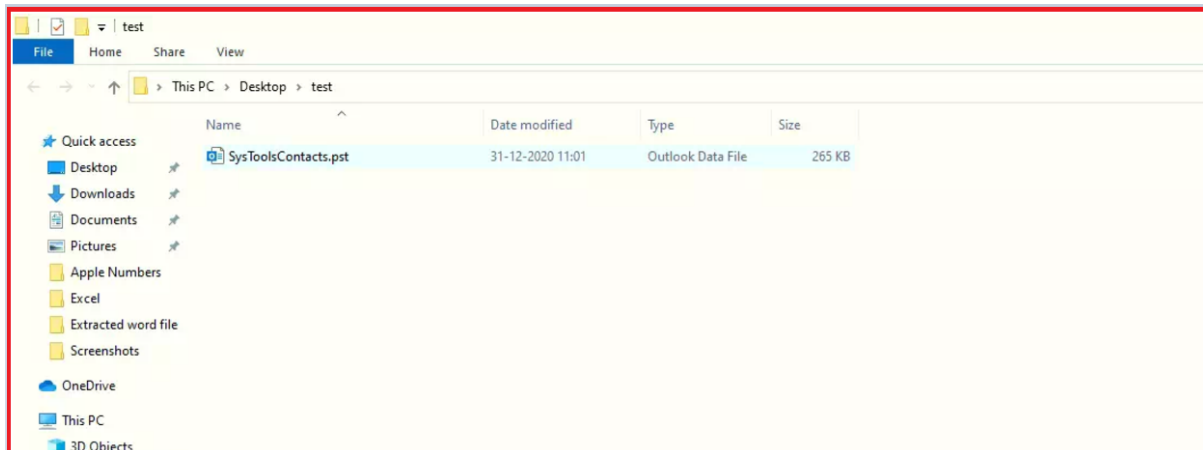 test
File Home Share View
This PC > Desktop > test
Name Date modified Type Size
Quick access
SysToolsContacts.pst 31-12-2020 11:01 Outlook Data File 265 KB
Desktop
Downloads
Documents
Pictures
Apple Numbers
Excel
Extracted word file
Screenshots
OneDrive
This PC
3D Objects